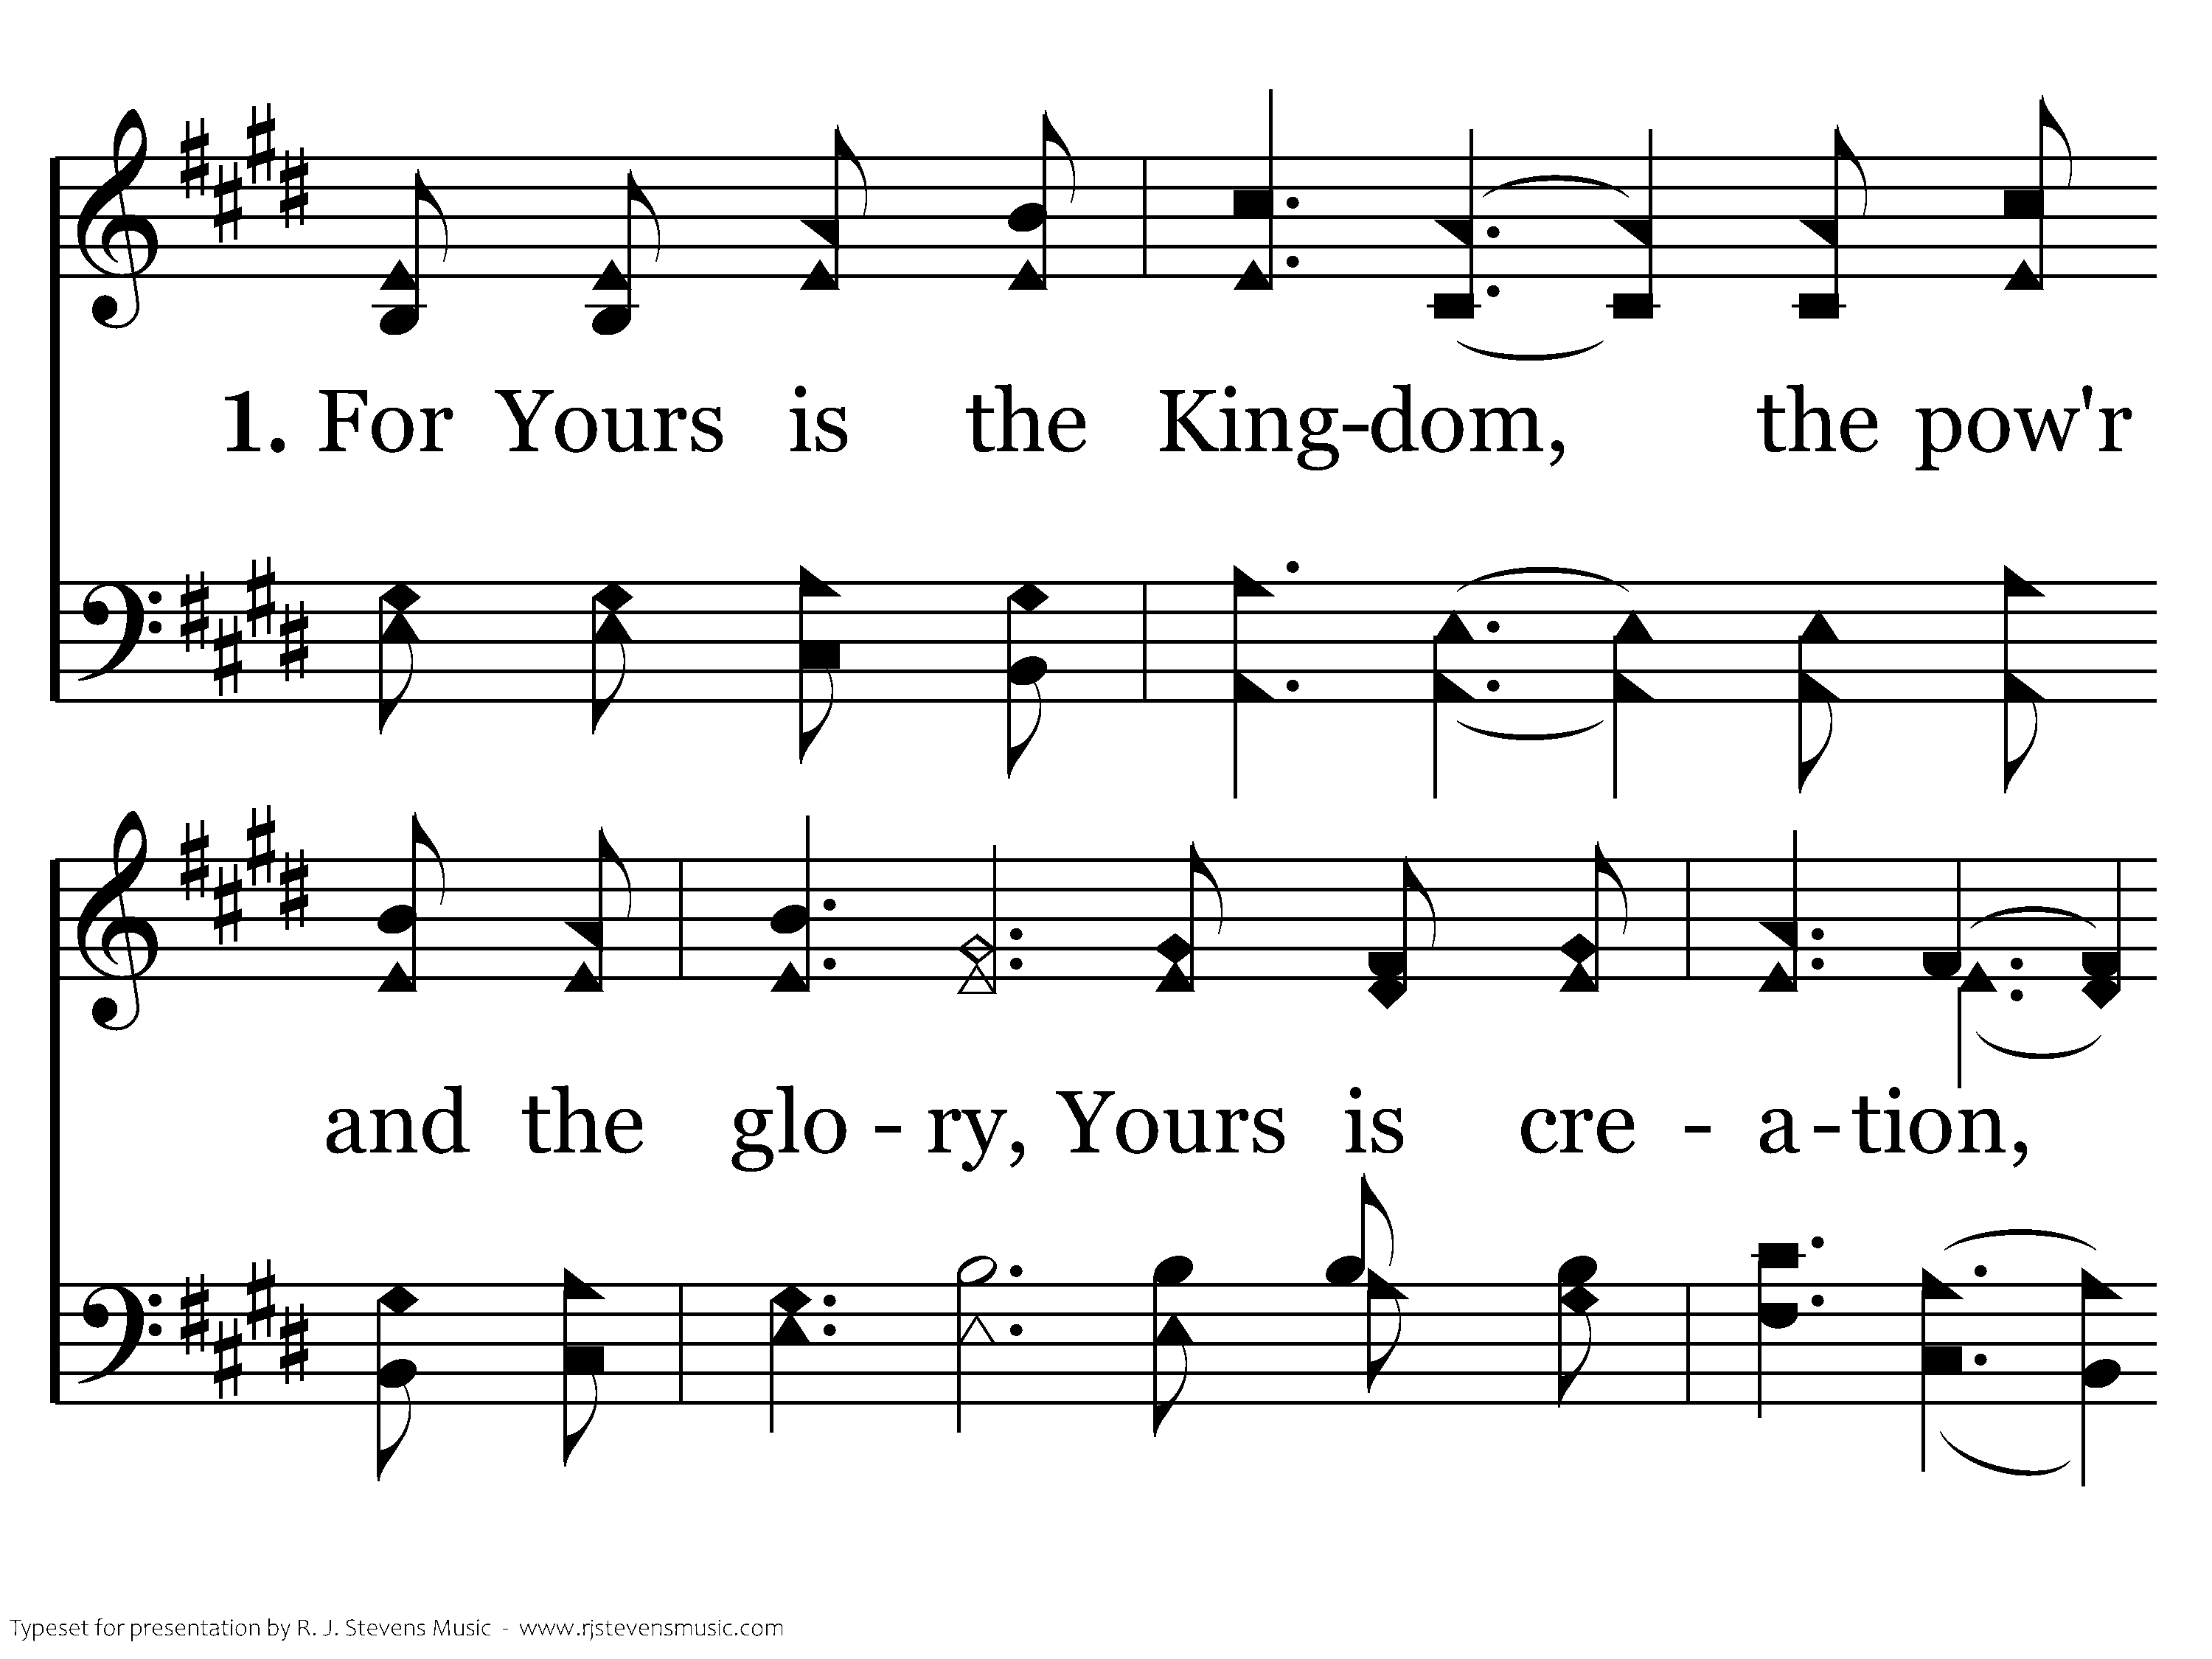 1. For Yours is the King-dom, the pow'r
and the glo - ry, Yours is cre - a - tion,
Typeset for presentation by R. J. Stevens Music - www.rjstevensmusic.com